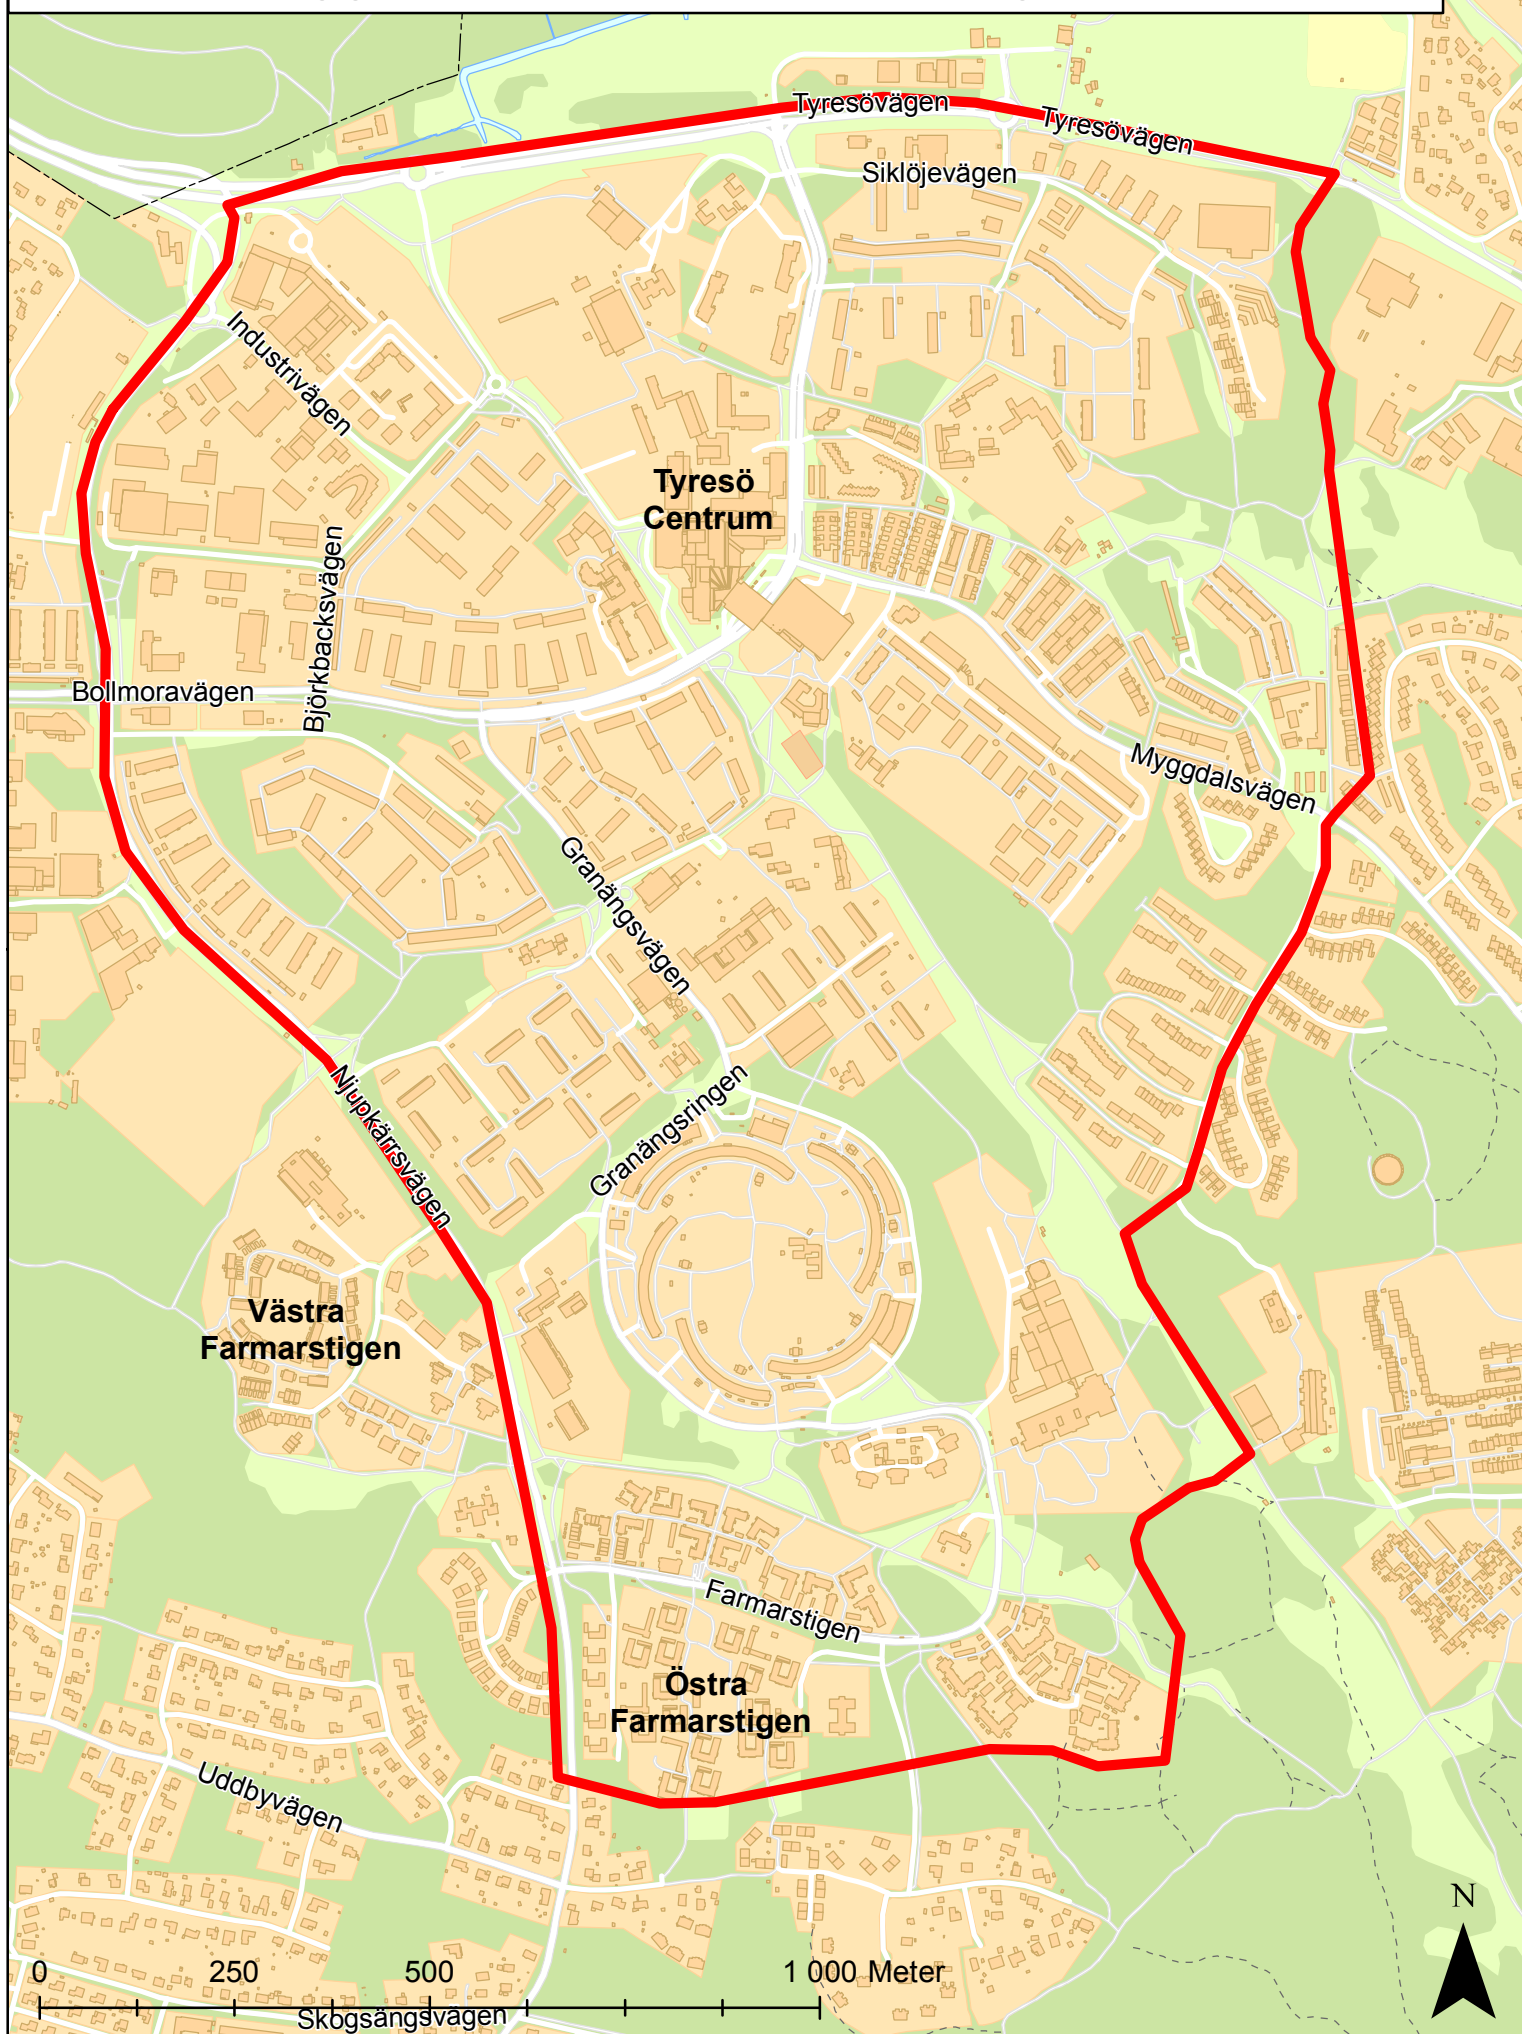 Tyresövägen
Tyresövägen
Siklöjevägen
Industrivägen
Tyresö
Centrum
Björkbacksvägen
Bollmoravägen
Myggdalsvägen
Granängsvägen
Granängsringen
Njupkärrsvägen
Västra
Farmarstigen
Farmarstigen
Östra
Farmarstigen
Uddbyvägen
N
0 250 500 1 000 Meter
Skogsängsvägen